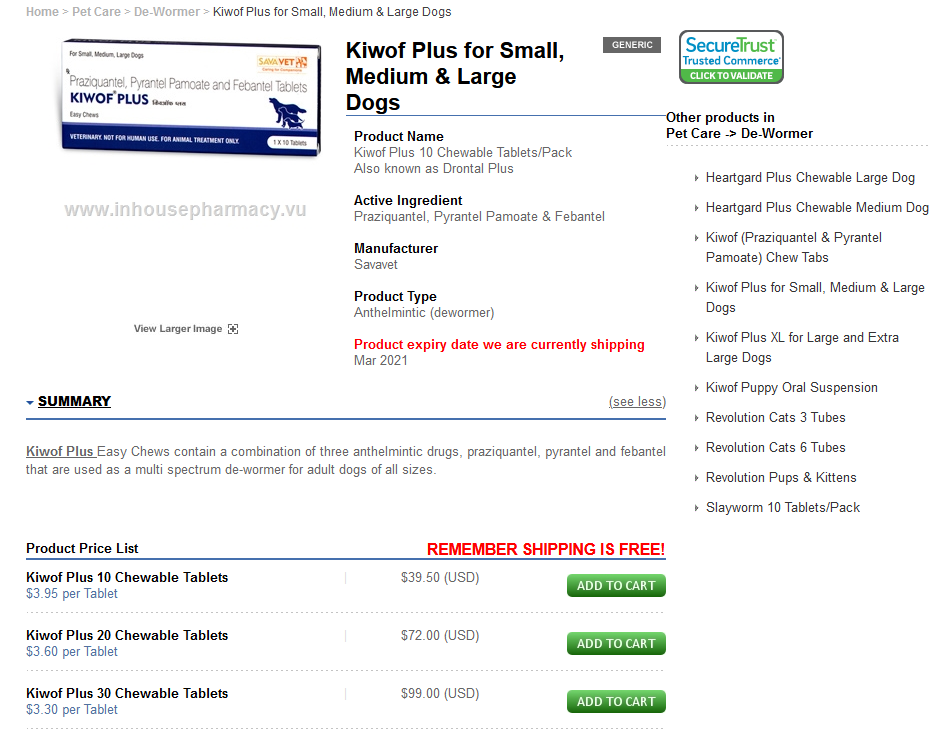 Home > Pet Care > De-Wormer > Kiwof Plus for Small, Medium & Large Dogs
For Small, Medium, Large Dogs
SAVAVET
Caring for Companions
Praziquantel, Pyrantel Pamoate and Febantel Tablets
KIWOF® PLUS
Easy Chews
VETERINARY. NOT FOR HUMAN USE. FOR ANIMAL TREATMENT ONLY.
1 X 10 Tablets
www.inhousepharmacy.vu
View Larger Image
Kiwof Plus for Small,
Medium & Large
Dogs
GENERIC
Product Name
Kiwof Plus 10 Chewable Tablets/Pack
Also known as Drontal Plus
Active Ingredient
Praziquantel, Pyrantel Pamoate & Febantel
Manufacturer
Savavet
Product Type
Anthelmintic (dewormer)
Product expiry date we are currently shipping
Mar 2021
SecureTrust™
Trusted Commerce®
CLICK TO VALIDATE
Other products in
Pet Care -> De-Wormer
Heartgard Plus Chewable Large Dog
Heartgard Plus Chewable Medium Dog
Kiwof (Praziquantel & Pyrantel
Pamoate) Chew Tabs
Kiwof Plus for Small, Medium & Large
Dogs
Kiwof Plus XL for Large and Extra
Large Dogs
Kiwof Puppy Oral Suspension
Revolution Cats 3 Tubes
Revolution Cats 6 Tubes
Revolution Pups & Kittens
Slayworm 10 Tablets/Pack
SUMMARY
(see less)
Kiwof Plus Easy Chews contain a combination of three anthelmintic drugs, praziquantel, pyrantel and febantel
that are used as a multi spectrum de-wormer for adult dogs of all sizes.
Product Price List
REMEMBER SHIPPING IS FREE!
Kiwof Plus 10 Chewable Tablets
$3.95 per Tablet
$39.50 (USD)
ADD TO CART
Kiwof Plus 20 Chewable Tablets
$3.60 per Tablet
$72.00 (USD)
ADD TO CART
Kiwof Plus 30 Chewable Tablets
$3.30 per Tablet
$99.00 (USD)
ADD TO CART